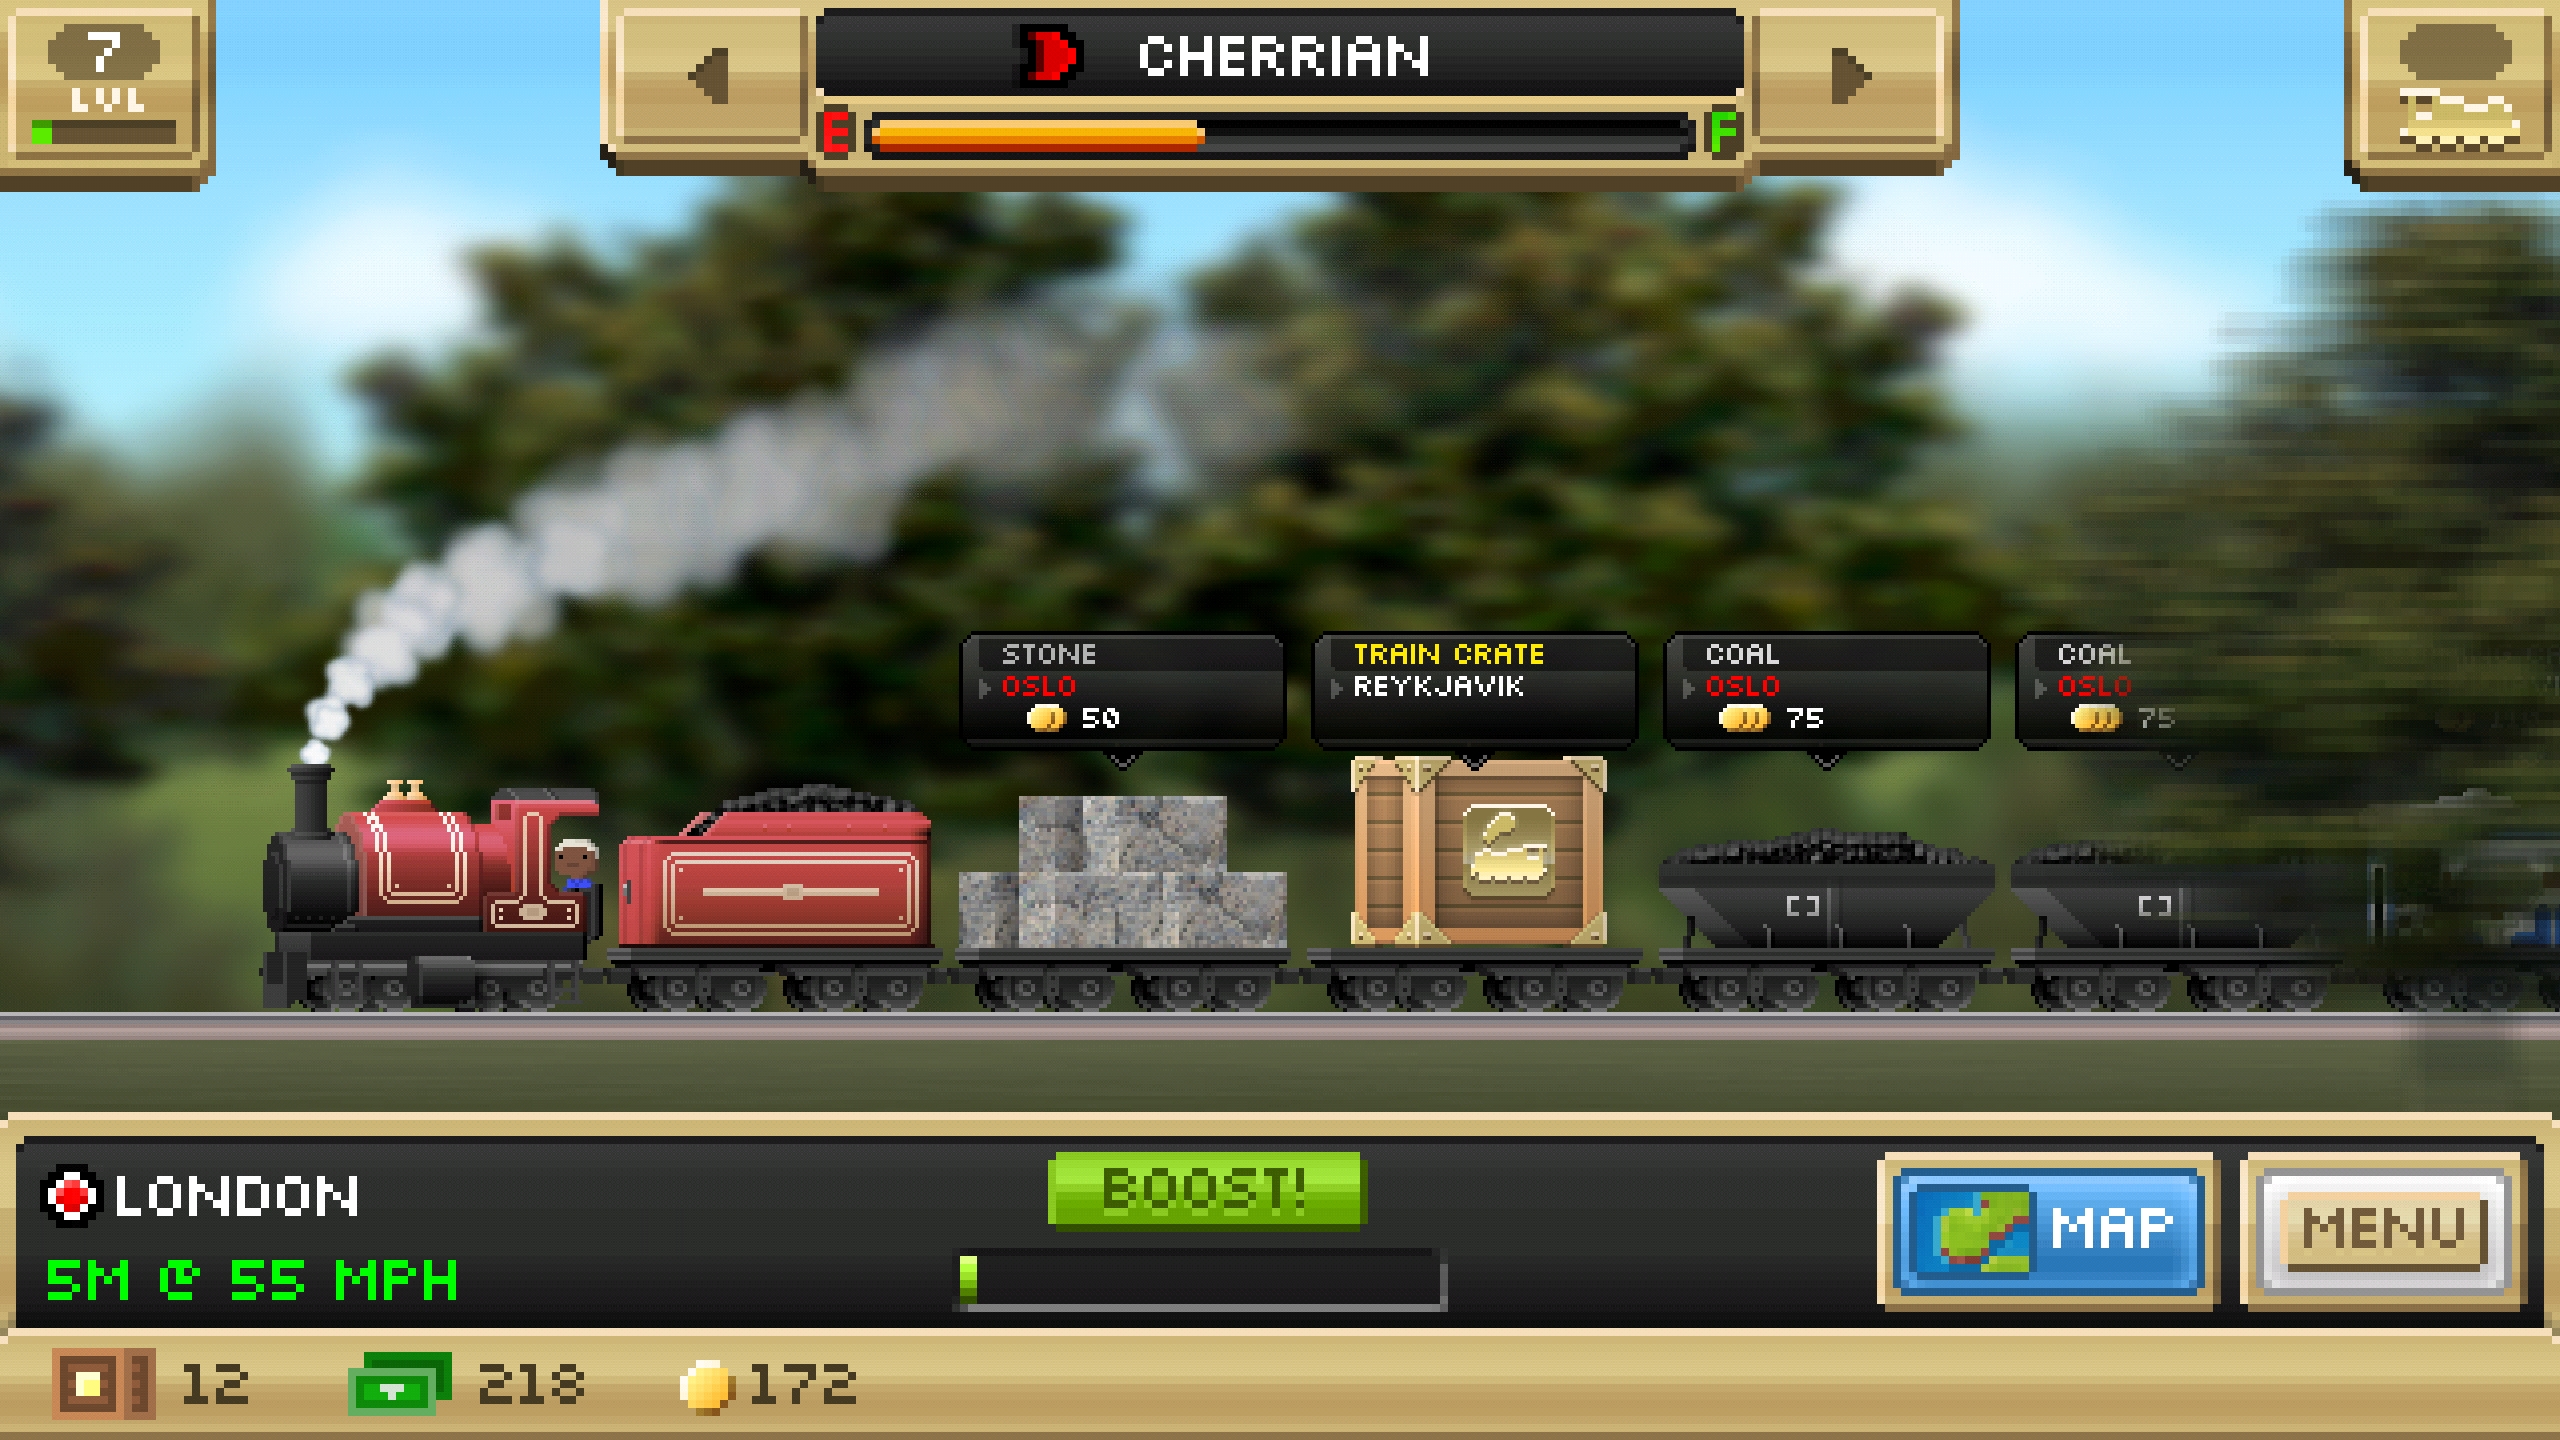 7
LVL
CHERRIAN
E
F
STONE
OSLO
50
TRAIN CRATE
REYKJAVIK
COAL
OSLO
75
COAL
OSLO
75
LONDON
5M @ 55 MPH
BOOST!
MAP
MENU
12
218
172